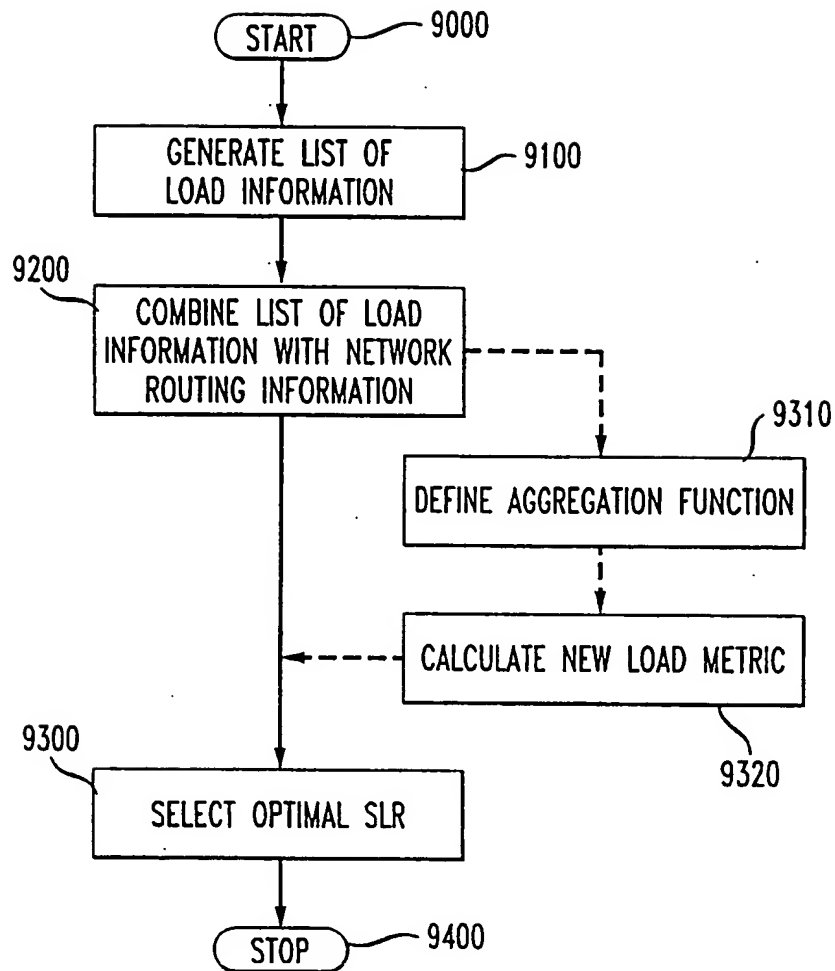 START
9000
GENERATE LIST OF
LOAD INFORMATION
9100
9200
COMBINE LIST OF LOAD
INFORMATION WITH NETWORK
ROUTING INFORMATION
9310
DEFINE AGGREGATION FUNCTION
CALCULATE NEW LOAD METRIC
9320
9300
SELECT OPTIMAL SLR
STOP
9400